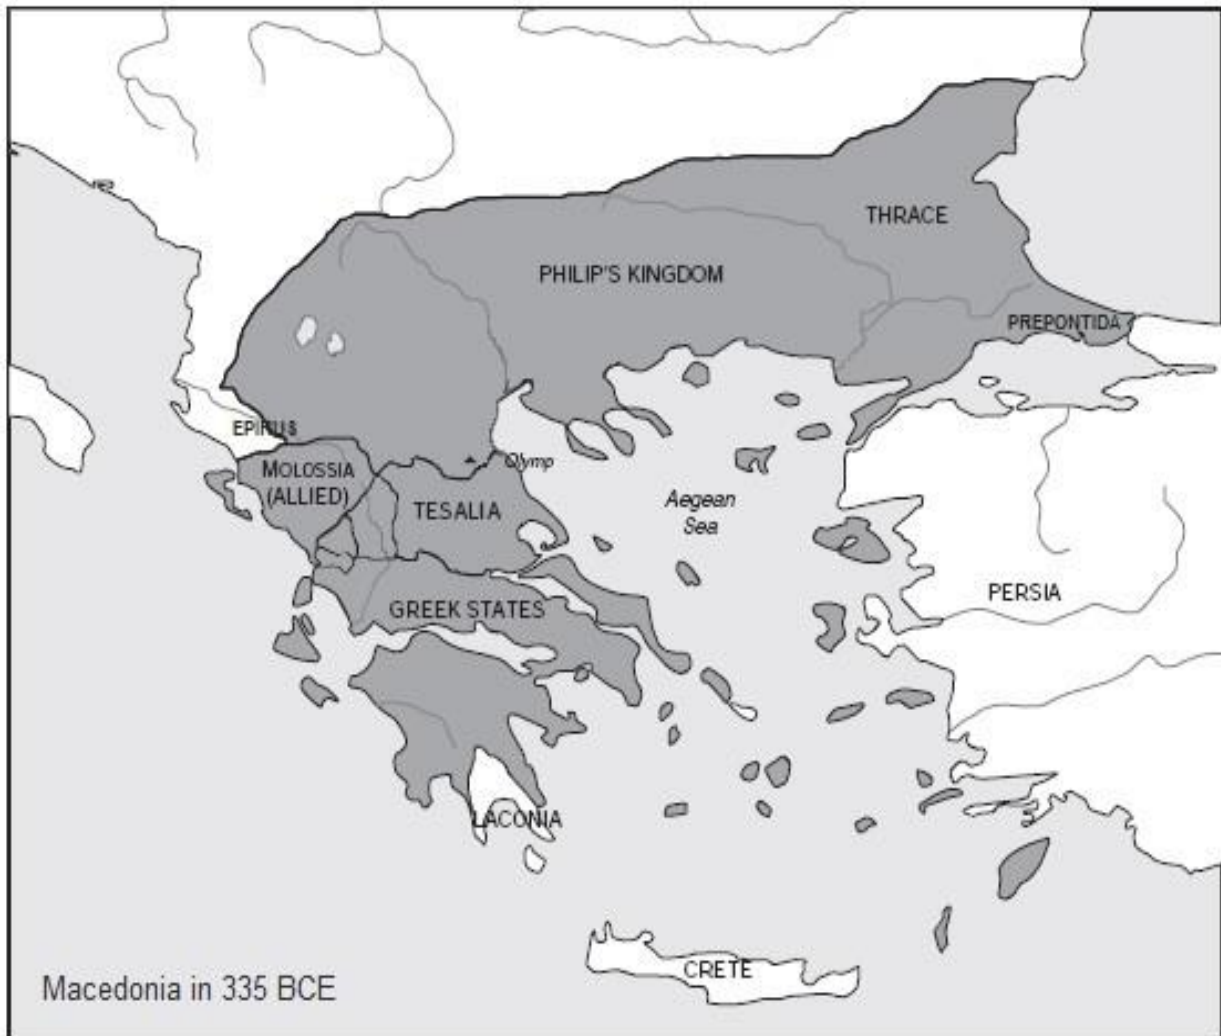 THRACE
PHILIP'S KINGDOM
PREPONTIDA
EPIRUS
MOLOSSIA
(ALLIED)
Olymp
TESALIA
Aegean
Sea
PERSIA
GREEK STATES
LACONIA
CRETE
Macedonia in 335 BCE